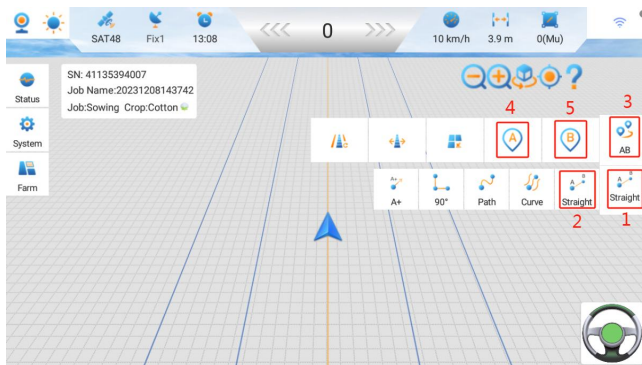 SAT48
Fix1
13:08
0
10 km/h
3.9 m
0(Mu)
Status
System
Farm
SN: 41135394007
Job Name:20231208143742
Job:Sowing Crop:Cotton
?
4
5
3
A
B
AB
A+
A+
90°
Path
Curve
A B
Straight
A B
Straight
2
1